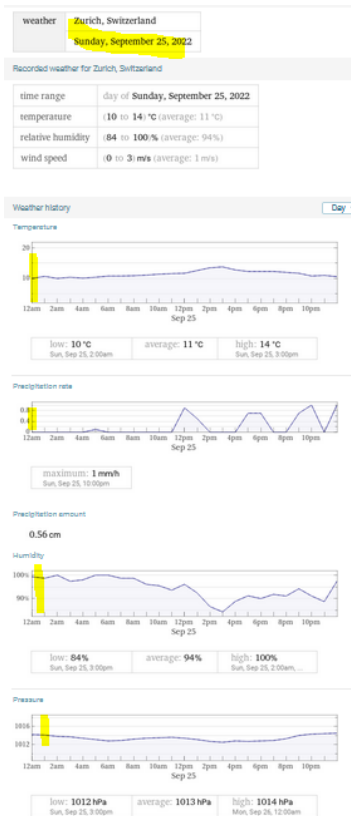 weather
Zurich, Switzerland
Sunday, September 25, 2022
Recorded weather for Zurich, Switzerland
time range day of Sunday, September 25, 2022
temperature (10 to 14) °C (average: 11 °C)
relative humidity (84 to 100)% (average: 94%)
wind speed (0 to 3) m/s (average: 1 m/s)
Weather history Day
Temperature
20
10
12am 2am 4am 6am 8am 10am 12pm 2pm 4pm 6pm 8pm 10pm
Sep 25
low: 10 °C average: 11 °C high: 14 °C
Sun, Sep 25, 2:00am Sun, Sep 25, 3:00pm
Precipitation rate
0.8
0.4
0
12am 2am 4am 6am 8am 10am 12pm 2pm 4pm 6pm 8pm 10pm
Sep 25
maximum: 1 mm/h
Sun, Sep 25, 10:00pm
Precipitation amount
0.56 cm
Humidity
100%
90%
12am 2am 4am 6am 8am 10am 12pm 2pm 4pm 6pm 8pm 10pm
Sep 25
low: 84% average: 94% high: 100%
Sun, Sep 25, 3:00pm Sun, Sep 25, 2:00am, ...
Pressure
1016
1012
12am 2am 4am 6am 8am 10am 12pm 2pm 4pm 6pm 8pm 10pm
Sep 25
low: 1012 hPa average: 1013 hPa high: 1014 hPa
Sun, Sep 25, 3:00pm Mon, Sep 26, 12:00am